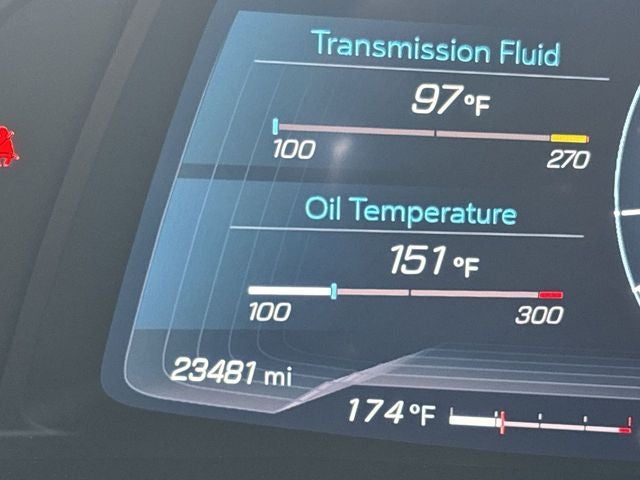 Transmission Fluid
97°F
100 270
Oil Temperature
151°F
100 300
23481 mi
174°F